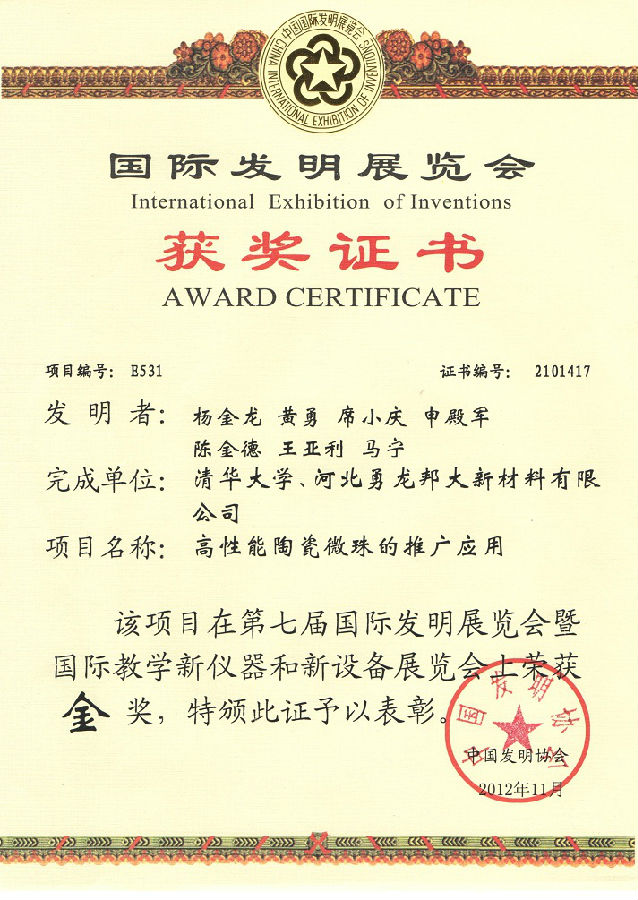 中国国际发明展览会
CHINA INTERNATIONAL EXHIBITION OF INVENTIONS
国际发明展览会
International Exhibition of Inventions
获奖证书
AWARD CERTIFICATE
项目编号: E531 证书编号: 2101417
发明者: 杨金龙 黄勇 席小庆 申殿军
陈金德 王亚利 马宁
完成单位: 清华大学、河北勇龙邦大新材料有限
公司
项目名称: 高性能陶瓷微珠的推广应用
该项目在第七届国际发明展览会暨
国际教学新仪器和新设备展览会上荣获
金 奖, 特颁此证予以表彰。
中国发明协会
中国发明协会
2012年11月